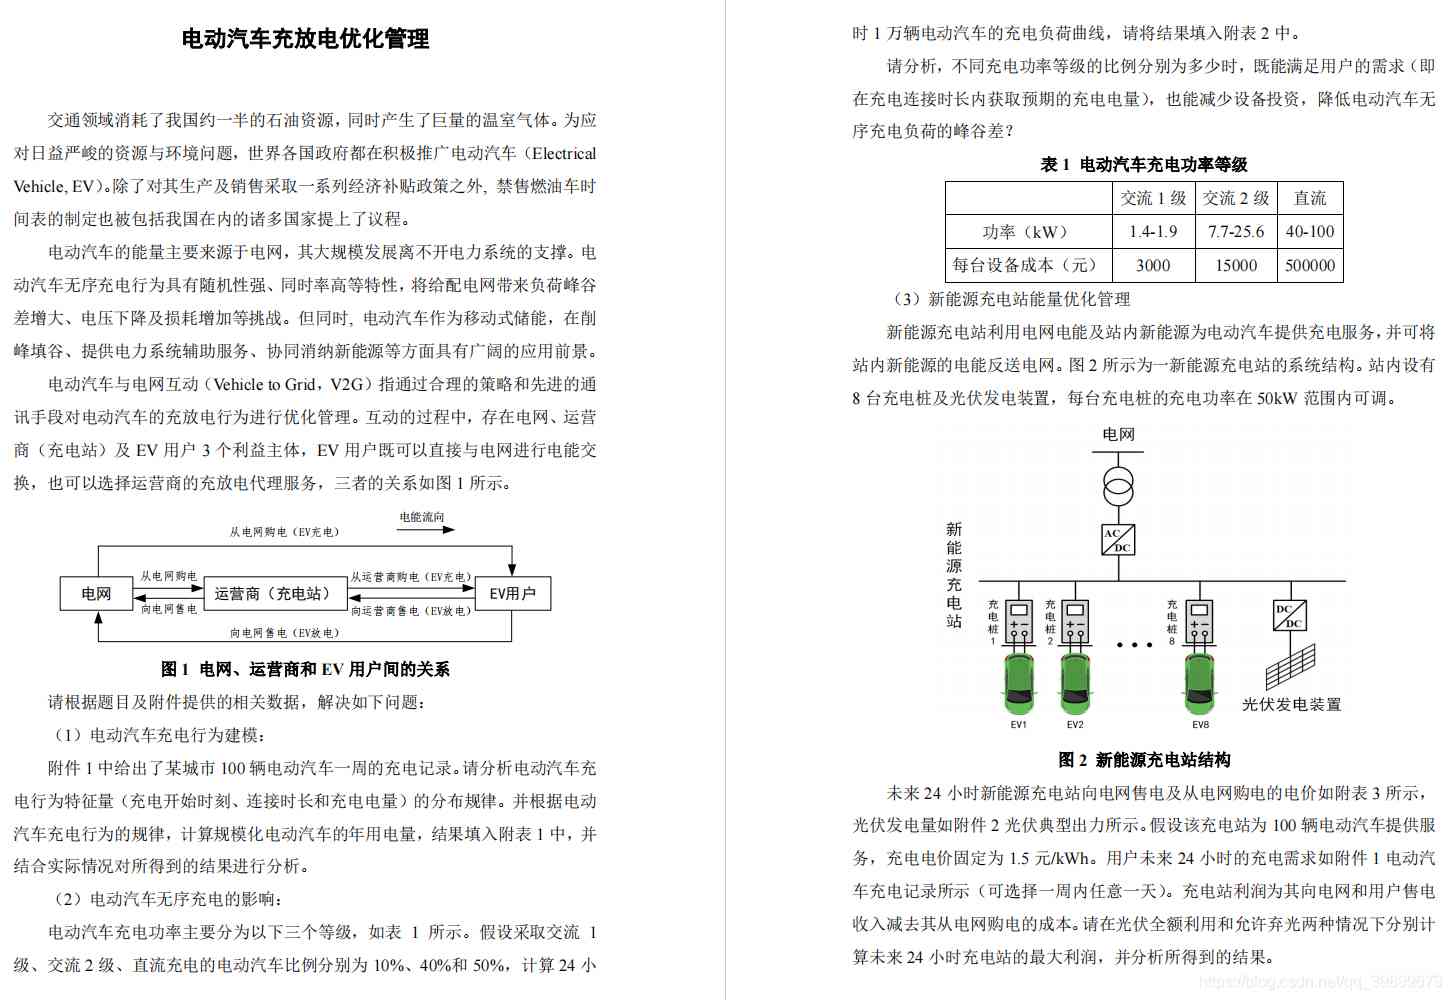 电动汽车充放电优化管理
交通领域消耗了我国约一半的石油资源,同时产生了巨量的温室气体。为应
对日益严峻的资源与环境问题,世界各国政府都在积极推广电动汽车(Electrical
Vehicle, EV)。除了对其生产及销售采取一系列经济补贴政策之外, 禁售燃油车时
间表的制定也被包括我国在内的诸多国家提上了议程。
电动汽车的能量主要来源于电网,其大规模发展离不开电力系统的支撑。电
动汽车无序充电行为具有随机性强、同时率高等特性,将给配电网带来负荷峰谷
差增大、电压下降及损耗增加等挑战。但同时, 电动汽车作为移动式储能,在削
峰填谷、提供电力系统辅助服务、协同消纳新能源等方面具有广阔的应用前景。
电动汽车与电网互动(Vehicle to Grid,V2G)指通过合理的策略和先进的通
讯手段对电动汽车的充放电行为进行优化管理。互动的过程中,存在电网、运营
商(充电站)及 EV 用户 3 个利益主体,EV 用户既可以直接与电网进行电能交
换,也可以选择运营商的充放电代理服务,三者的关系如图 1 所示。
电能流向
从电网购电(EV充电)
从电网购电
从运营商购电(EV充电)
电网
运营商(充电站)
EV用户
向电网售电
向运营商售电(EV放电)
向电网售电(EV放电)
图 1 电网、运营商和 EV 用户间的关系
请根据题目及附件提供的相关数据,解决如下问题:
(1)电动汽车充电行为建模:
附件 1 中给出了某城市 100 辆电动汽车一周的充电记录。请分析电动汽车充
电行为特征量(充电开始时刻、连接时长和充电电量)的分布规律。并根据电动
汽车充电行为的规律,计算规模化电动汽车的年用电量,结果填入附表 1 中,并
结合实际情况对所得到的结果进行分析。
(2)电动汽车无序充电的影响:
电动汽车充电功率主要分为以下三个等级,如表 1 所示。假设采取交流 1
级、交流 2 级、直流充电的电动汽车比例分别为 10%、40%和 50%,计算 24 小
时 1 万辆电动汽车的充电负荷曲线,请将结果填入附表 2 中。
请分析,不同充电功率等级的比例分别为多少时,既能满足用户的需求(即
在充电连接时长内获取预期的充电电量),也能减少设备投资,降低电动汽车无
序充电负荷的峰谷差?
表 1 电动汽车充电功率等级
交流 1 级 交流 2 级 直流
功率(kW) 1.4-1.9 7.7-25.6 40-100
每台设备成本(元) 3000 15000 500000
(3)新能源充电站能量优化管理
新能源充电站利用电网电能及站内新能源为电动汽车提供充电服务,并可将
站内新能源的电能反送电网。图 2 所示为一新能源充电站的系统结构。站内设有
8 台充电桩及光伏发电装置,每台充电桩的充电功率在 50kW 范围内可调。
电网
AC
DC
新能源充电站
充电桩1
充电桩2
充电桩8
DC
DC
EV1
EV2
EV8
光伏发电装置
图 2 新能源充电站结构
未来 24 小时新能源充电站向电网售电及从电网购电的电价如附表 3 所示,
光伏发电量如附件 2 光伏典型出力所示。假设该充电站为 100 辆电动汽车提供服
务,充电电价固定为 1.5 元/kWh。用户未来 24 小时的充电需求如附件 1 电动汽
车充电记录所示(可选择一周内任意一天)。充电站利润为其向电网和用户售电
收入减去其从电网购电的成本。请在光伏全额利用和允许弃光两种情况下分别计
算未来 24 小时充电站的最大利润,并分析所得到的结果。